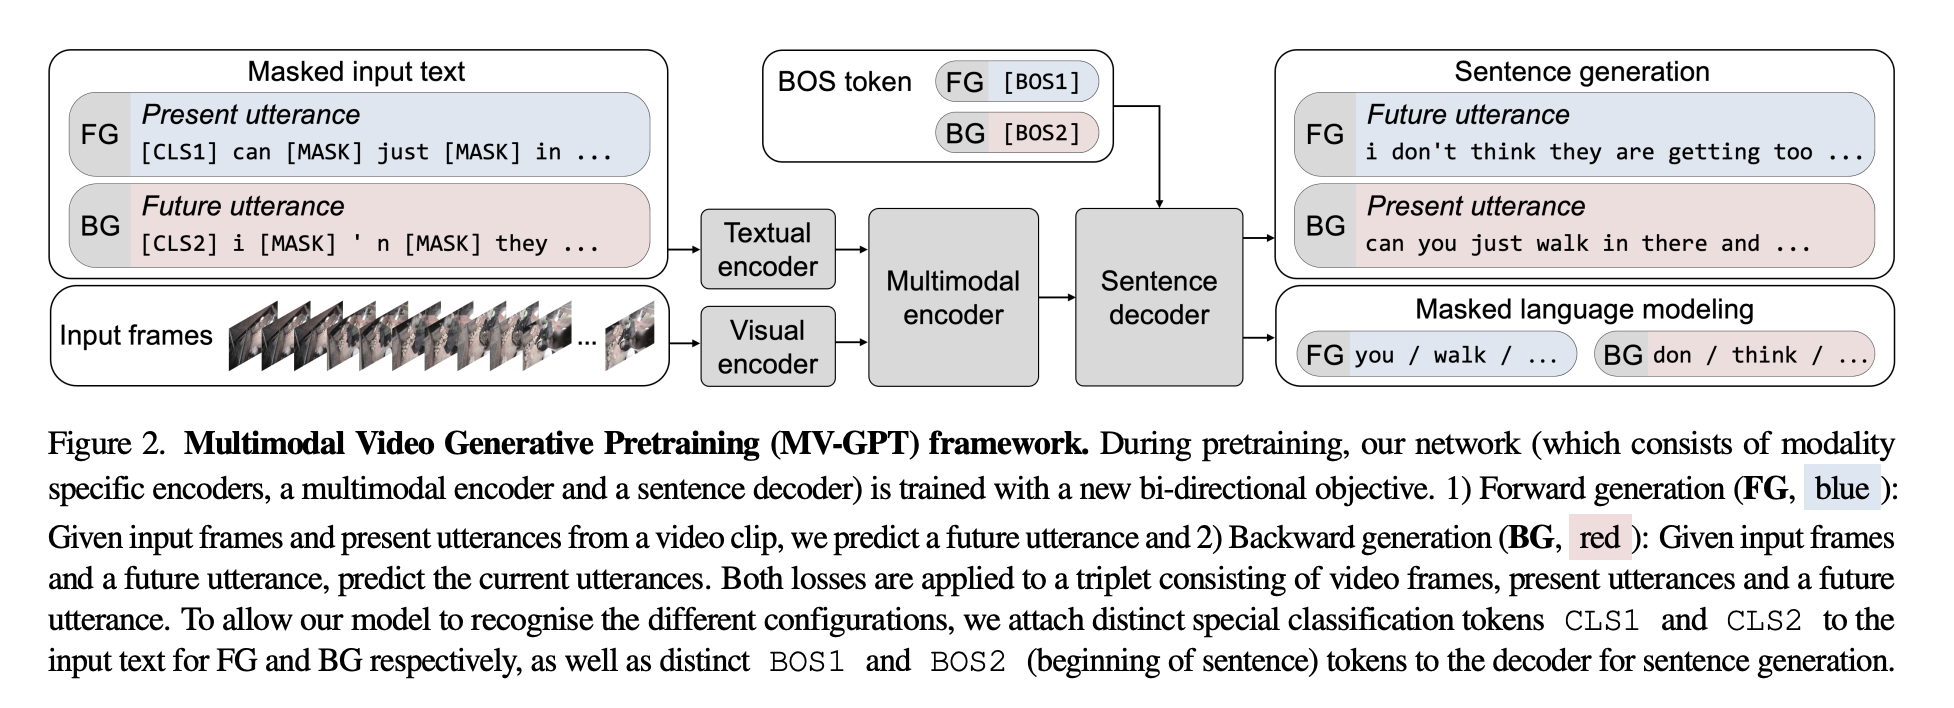 Masked input text
FG
Present utterance
[CLS1] can [MASK] just [MASK] in ...
BG
Future utterance
[CLS2] i [MASK] ' n [MASK] they ...
Input frames
...
Textual
encoder
Visual
encoder
Multimodal
encoder
BOS token
FG [BOS1]
BG [BOS2]
Sentence
decoder
Sentence generation
FG
Future utterance
i don't think they are getting too ...
BG
Present utterance
can you just walk in there and ...
Masked language modeling
FG you / walk / ...
BG don / think / ...
Figure 2. Multimodal Video Generative Pretraining (MV-GPT) framework. During pretraining, our network (which consists of modality
specific encoders, a multimodal encoder and a sentence decoder) is trained with a new bi-directional objective. 1) Forward generation (FG, blue ):
Given input frames and present utterances from a video clip, we predict a future utterance and 2) Backward generation (BG, red ): Given input frames
and a future utterance, predict the current utterances. Both losses are applied to a triplet consisting of video frames, present utterances and a future
utterance. To allow our model to recognise the different configurations, we attach distinct special classification tokens CLS1 and CLS2 to the
input text for FG and BG respectively, as well as distinct BOS1 and BOS2 (beginning of sentence) tokens to the decoder for sentence generation.